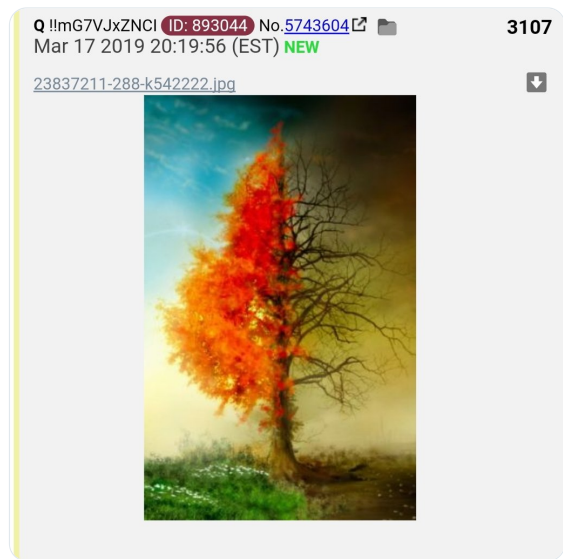 Q !!mG7VJxZNCI ID: 893044 No.5743604 3107
Mar 17 2019 20:19:56 (EST) NEW
23837211-288-k542222.jpg